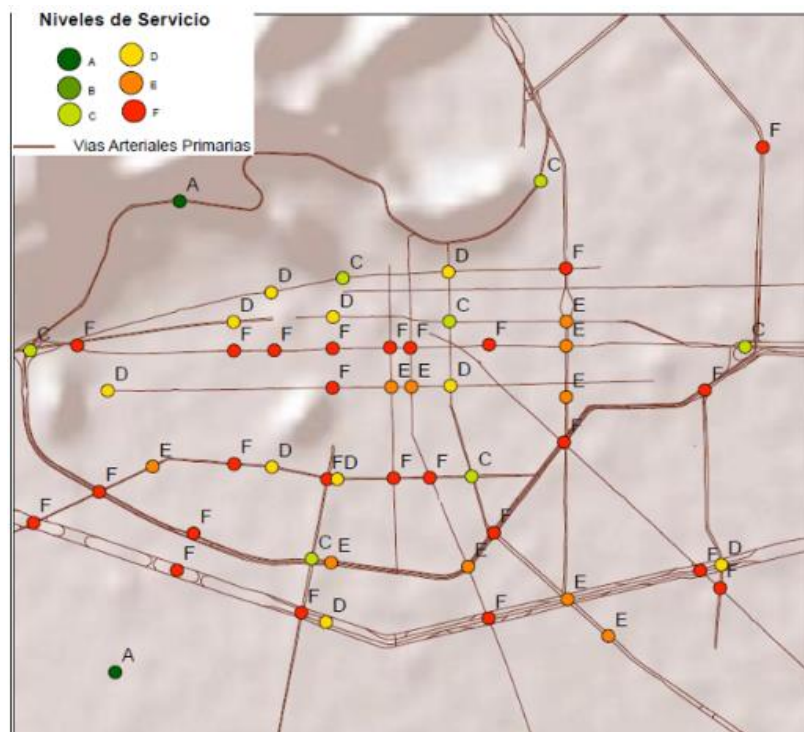 Niveles de Servicio
A D
B E
C F
Vias Arteriales Primarias
F
A C
C D F
D
D D C E
C F F F F F F F E C
D F E E D E F
F
F E F D F D F F C
F F C E E F F D
F F
F D F E
E
A